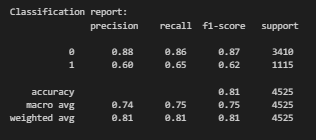 Classification report:
precision recall f1-score support
0 0.88 0.86 0.87 3410
1 0.60 0.65 0.62 1115
accuracy 0.81 4525
macro avg 0.74 0.75 0.75 4525
weighted avg 0.81 0.81 0.81 4525